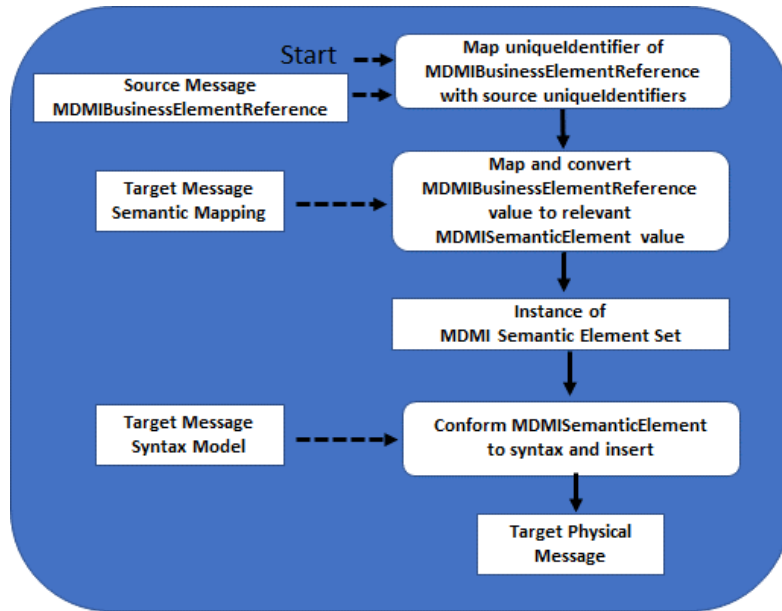 Start
Map uniqueIdentifier of
MDMIBusinessElementReference
with source uniqueIdentifiers
Source Message
MDMIBusinessElementReference
Map and convert
MDMIBusinessElementReference
value to relevant
MDMISemanticElement value
Target Message
Semantic Mapping
Instance of
MDMI Semantic Element Set
Target Message
Syntax Model
Conform MDMISemanticElement
to syntax and insert
Target Physical
Message